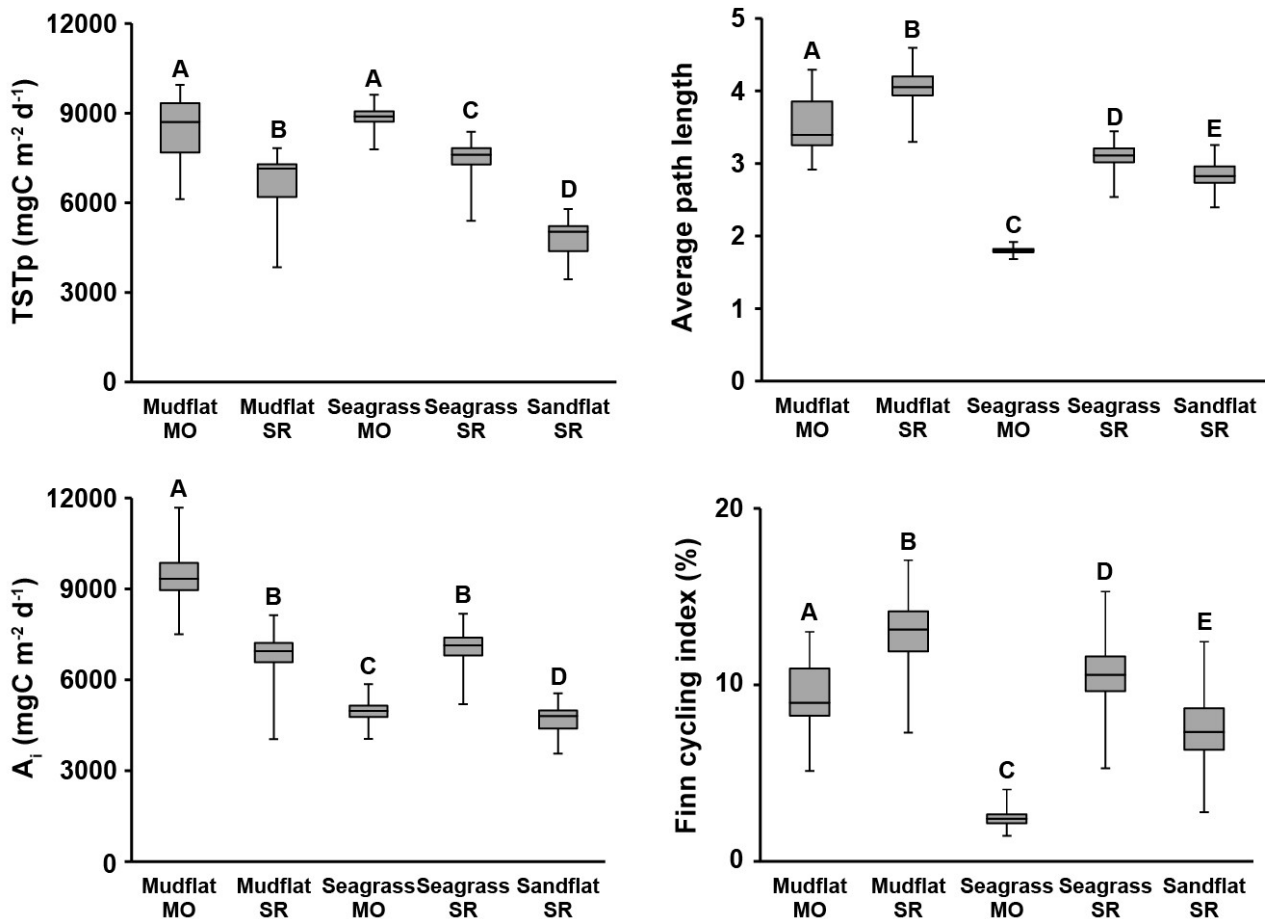 12000
9000
6000
3000
0
TSTp (mgC m⁻² d⁻¹)
A
B
A
C
D
Mudflat MO
Mudflat SR
Seagrass MO
Seagrass SR
Sandflat SR
5
4
3
2
1
0
Average path length
A
B
C
D
E
Mudflat MO
Mudflat SR
Seagrass MO
Seagrass SR
Sandflat SR
12000
9000
6000
3000
0
Aᵢ (mgC m⁻² d⁻¹)
A
B
C
B
D
Mudflat MO
Mudflat SR
Seagrass MO
Seagrass SR
Sandflat SR
20
10
0
Finn cycling index (%)
A
B
C
D
E
Mudflat MO
Mudflat SR
Seagrass MO
Seagrass SR
Sandflat SR